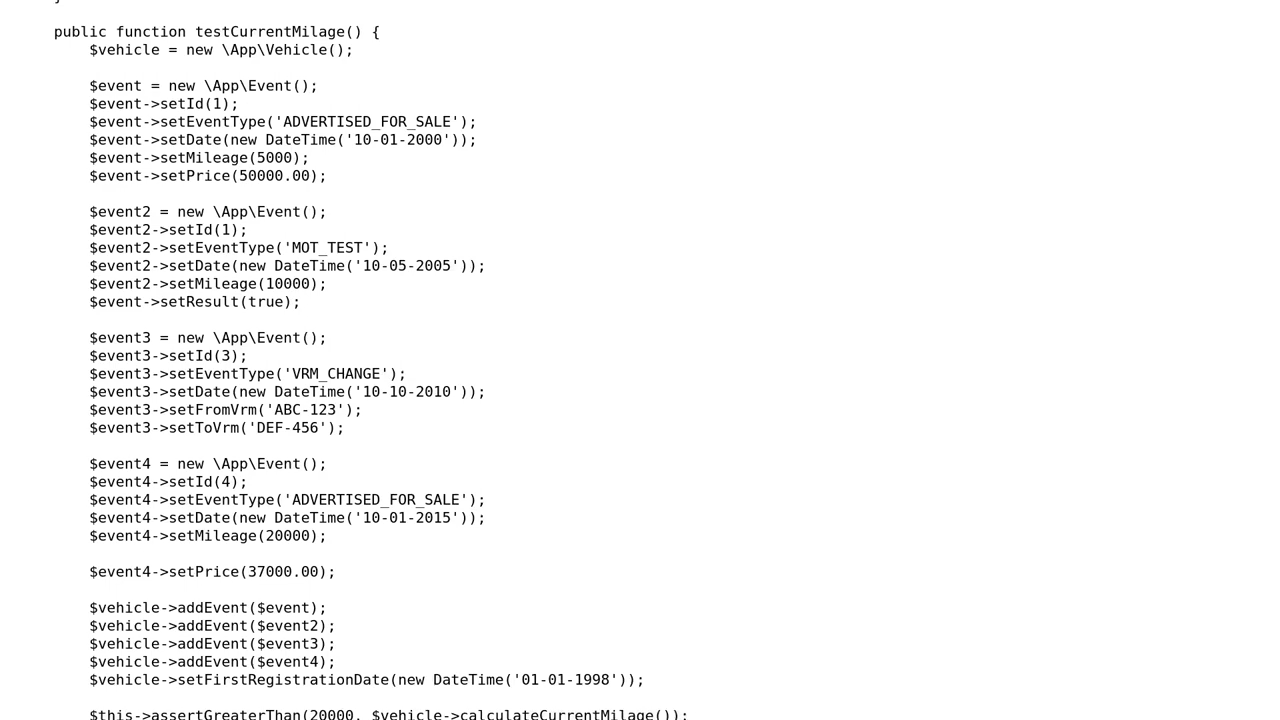 }
public function testCurrentMilage() {
$vehicle = new \App\Vehicle();
$event = new \App\Event();
$event->setId(1);
$event->setEventType('ADVERTISED_FOR_SALE');
$event->setDate(new DateTime('10-01-2000'));
$event->setMileage(5000);
$event->setPrice(50000.00);
$event2 = new \App\Event();
$event2->setId(1);
$event2->setEventType('MOT_TEST');
$event2->setDate(new DateTime('10-05-2005'));
$event2->setMileage(10000);
$event->setResult(true);
$event3 = new \App\Event();
$event3->setId(3);
$event3->setEventType('VRM_CHANGE');
$event3->setDate(new DateTime('10-10-2010'));
$event3->setFromVrm('ABC-123');
$event3->setToVrm('DEF-456');
$event4 = new \App\Event();
$event4->setId(4);
$event4->setEventType('ADVERTISED_FOR_SALE');
$event4->setDate(new DateTime('10-01-2015'));
$event4->setMileage(20000);
$event4->setPrice(37000.00);
$vehicle->addEvent($event);
$vehicle->addEvent($event2);
$vehicle->addEvent($event3);
$vehicle->addEvent($event4);
$vehicle->setFirstRegistrationDate(new DateTime('01-01-1998'));
$this->assertGreaterThan(20000, $vehicle->calculateCurrentMilage());